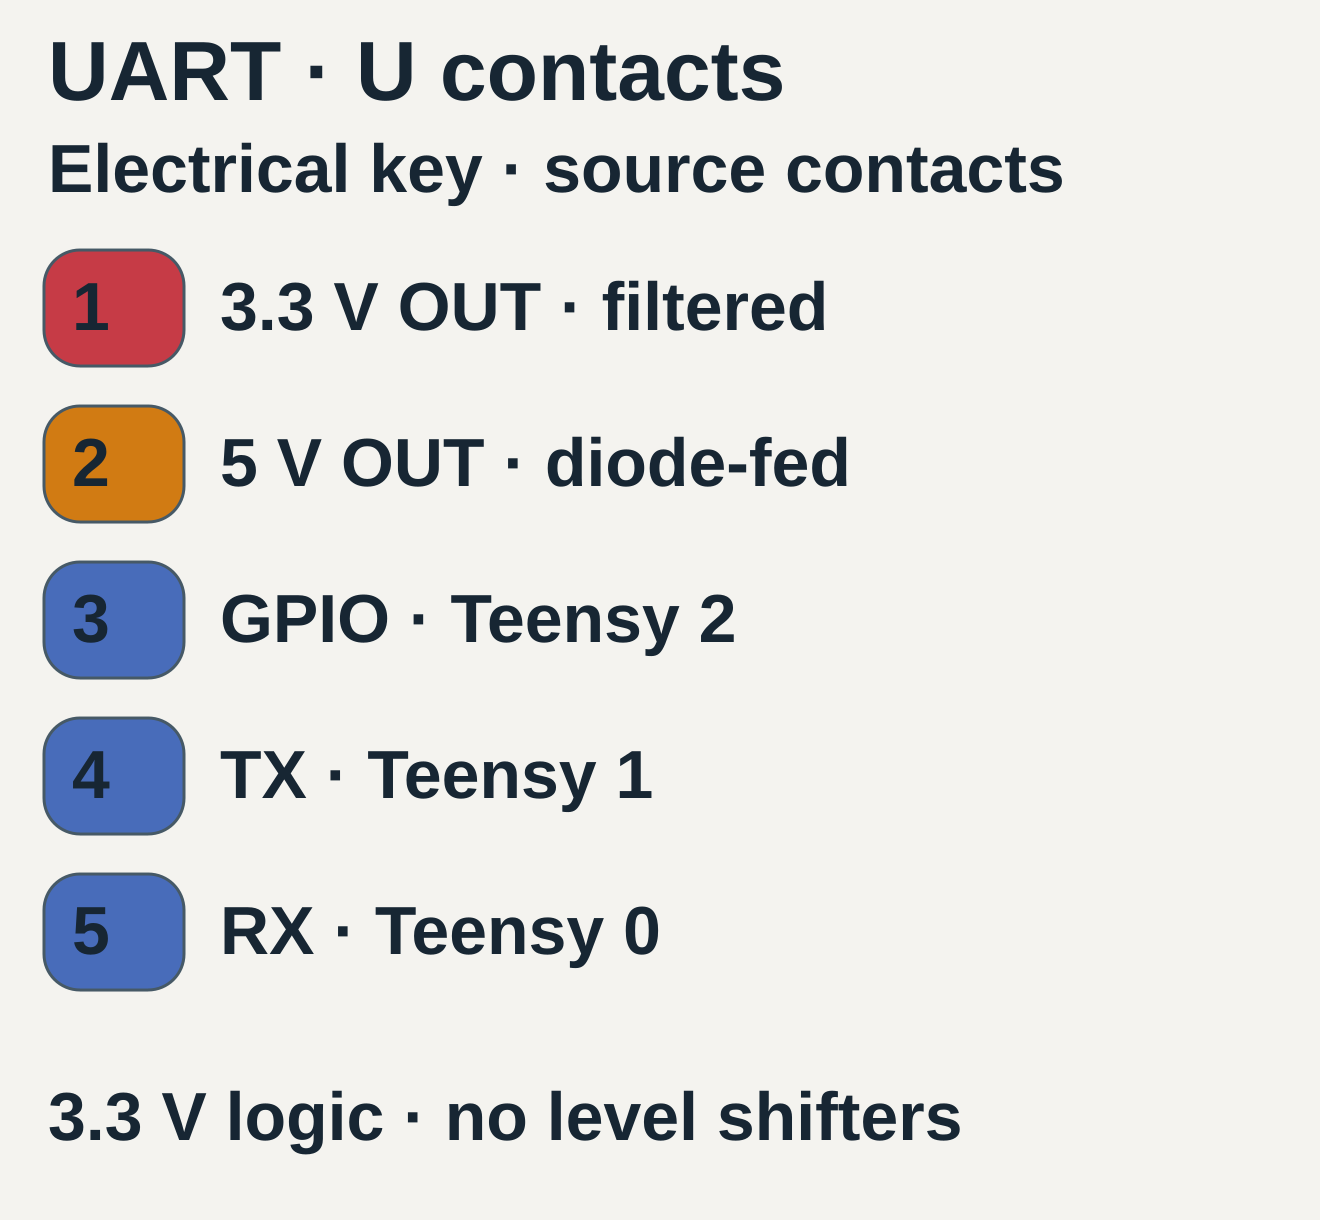 UART · U contacts
Electrical key · source contacts
1 3.3 V OUT · filtered
2 5 V OUT · diode-fed
3 GPIO · Teensy 2
4 TX · Teensy 1
5 RX · Teensy 0
3.3 V logic · no level shifters